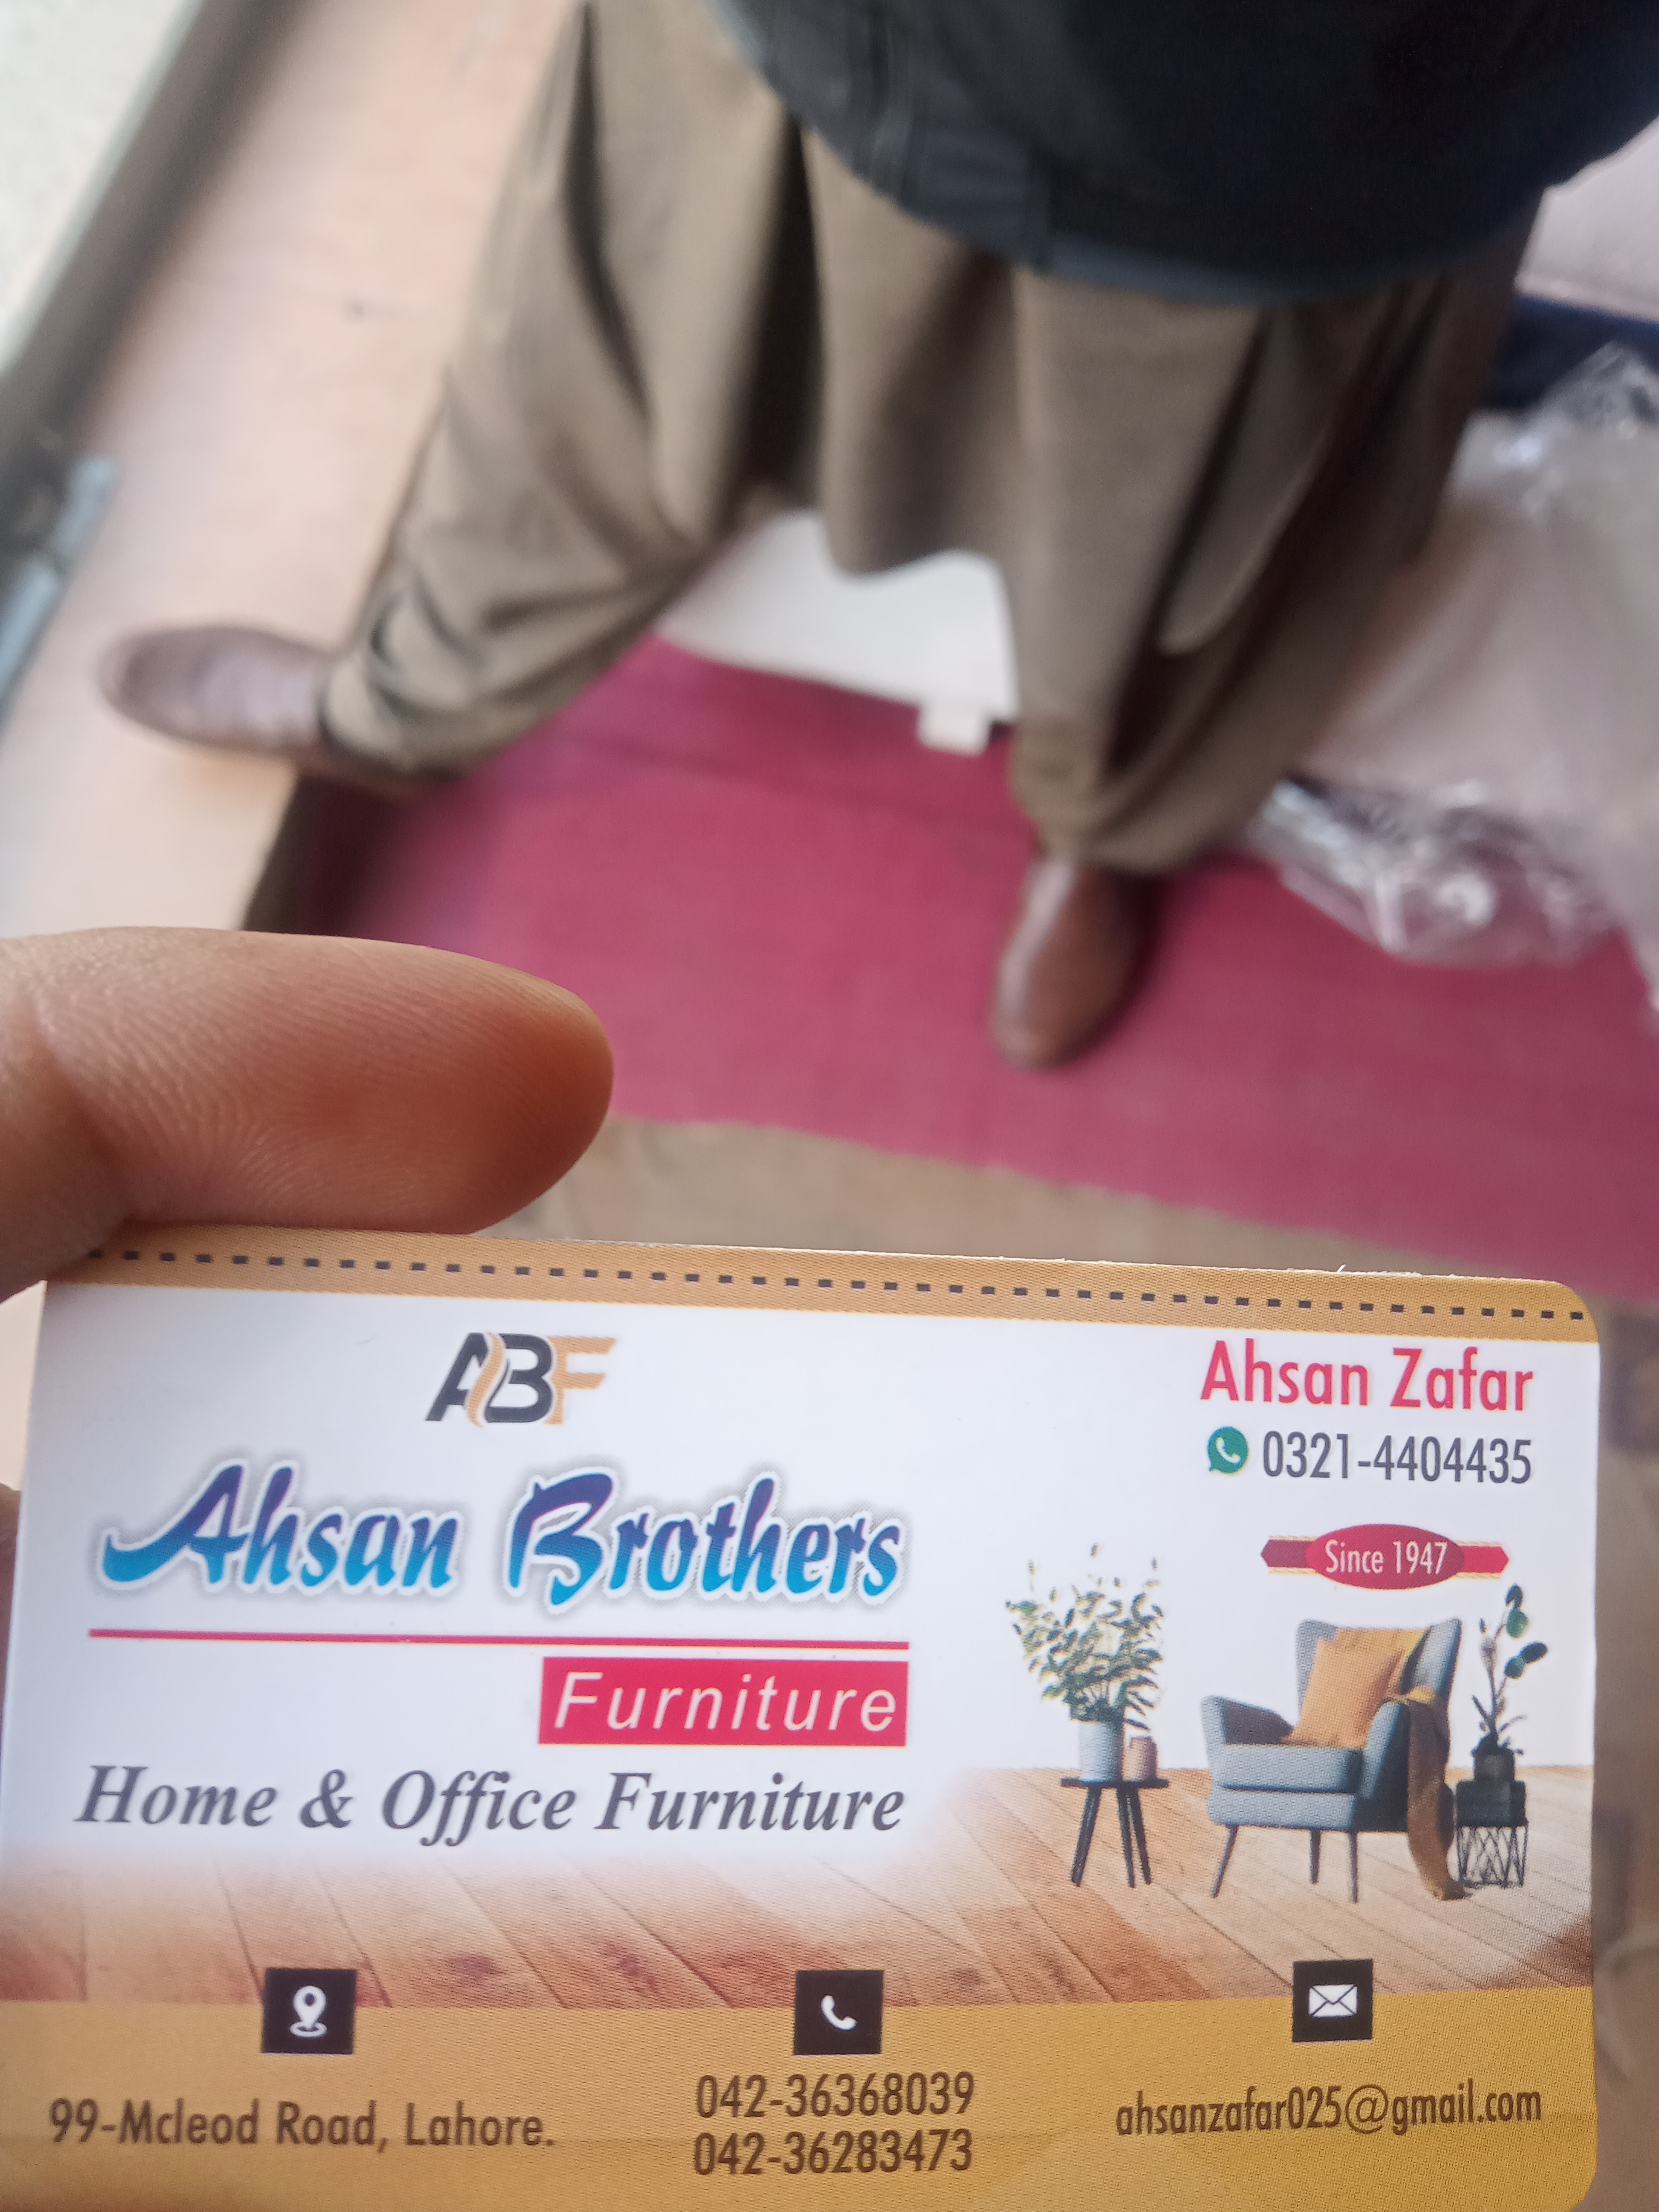 ABF
Ahsan Brothers
Furniture
Home & Office Furniture
Ahsan Zafar
0321-4404435
Since 1947
99-Mcleod Road, Lahore.
042-36368039
042-36283473
ahsanzafar025@gmail.com